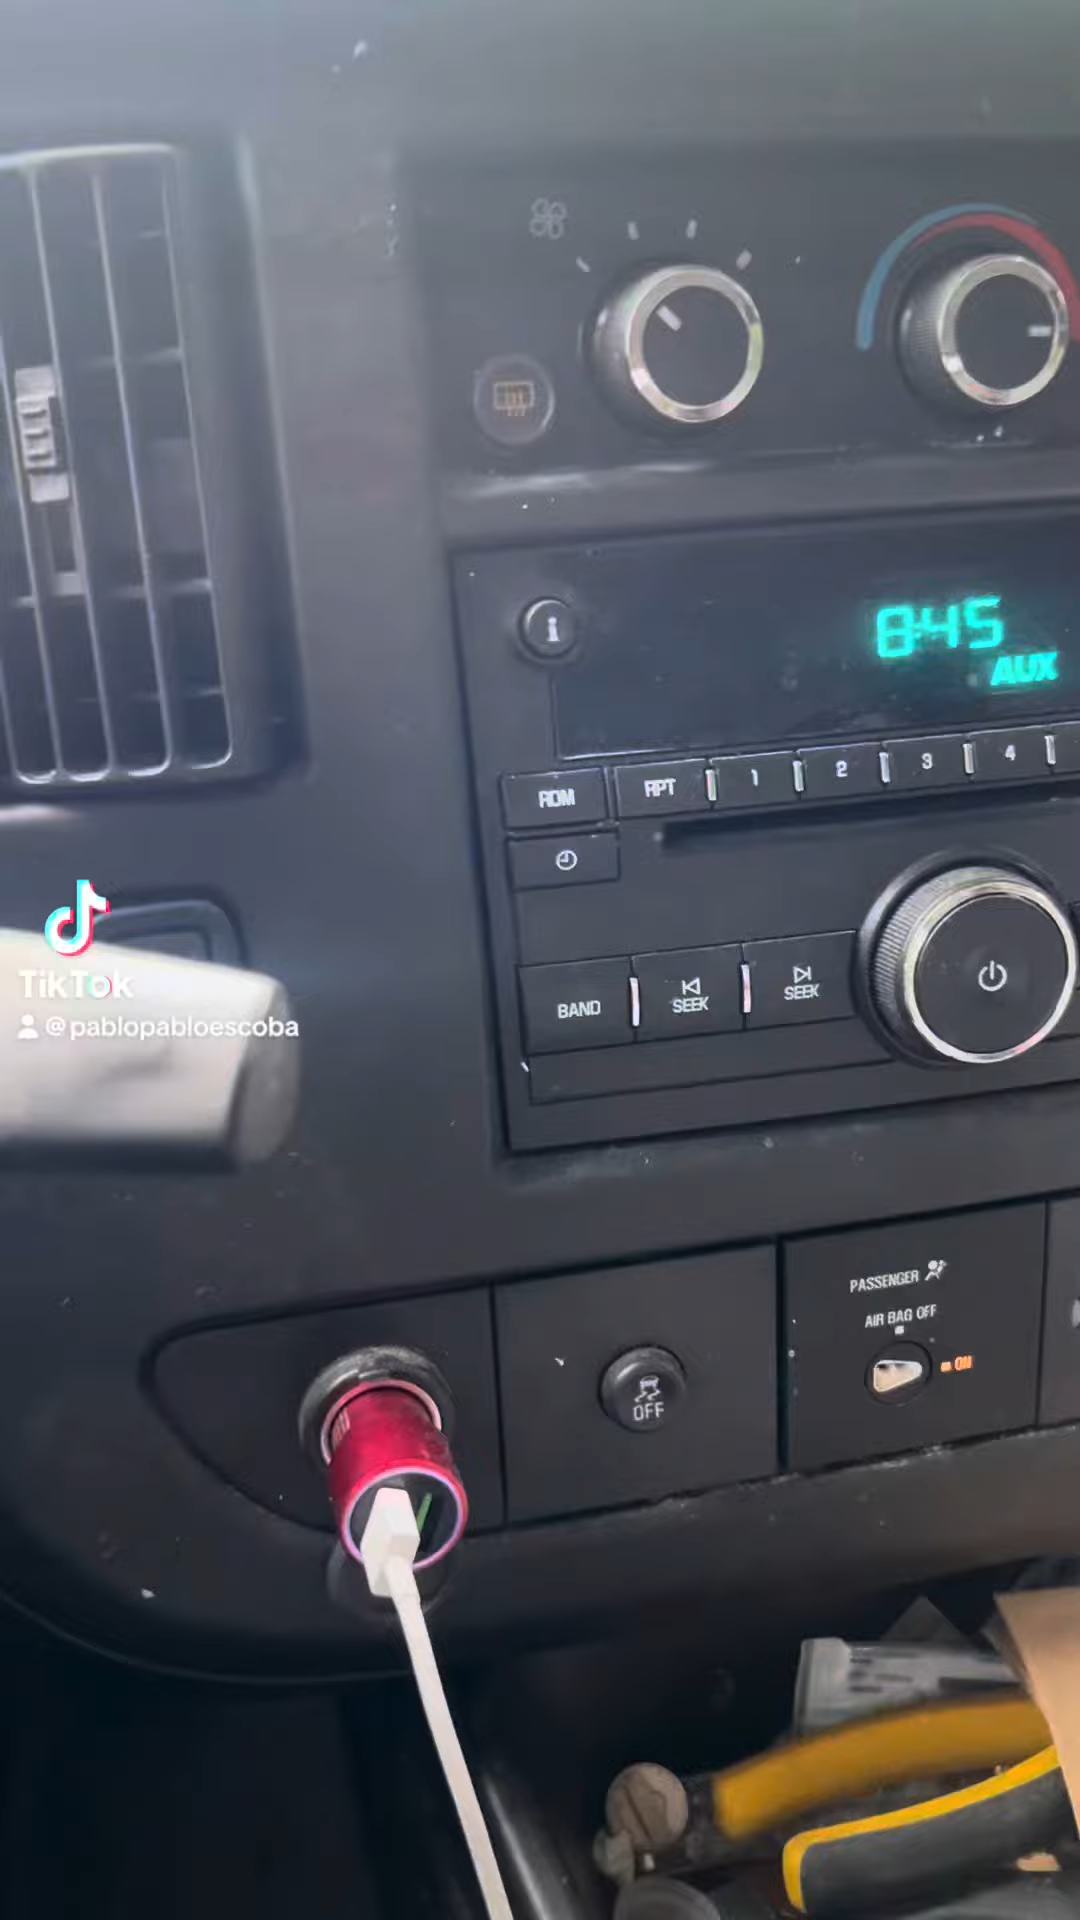 8:45
AUX
RDM
RPT
1
2
3
4
BAND
SEEK
SEEK
TikTok
@pablopabloescoba
PASSENGER
AIR BAG OFF
ON
OFF